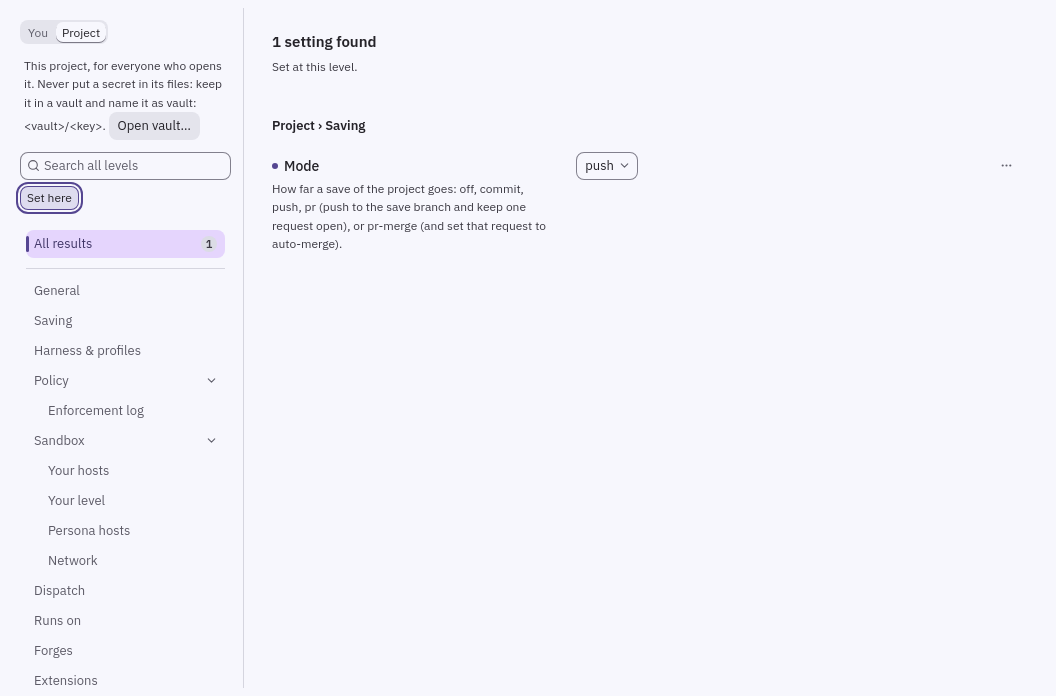 You Project
This project, for everyone who opens
it. Never put a secret in its files: keep
it in a vault and name it as vault:
<vault>/<key>. Open vault...
Search all levels
Set here
All results 1
General
Saving
Harness & profiles
Policy
Enforcement log
Sandbox
Your hosts
Your level
Persona hosts
Network
Dispatch
Runs on
Forges
Extensions
1 setting found
Set at this level.
Project › Saving
Mode
push
How far a save of the project goes: off, commit,
push, pr (push to the save branch and keep one
request open), or pr-merge (and set that request to
auto-merge).